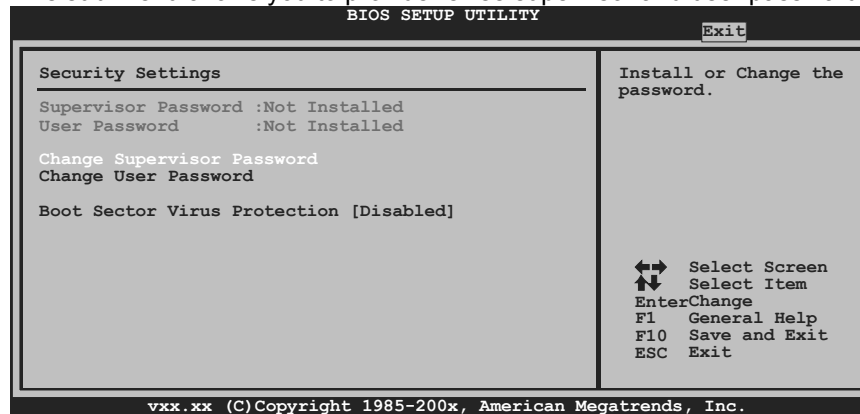 BIOS SETUP UTILITY
Exit
Security Settings
Supervisor Password :Not Installed
User Password :Not Installed
Change Supervisor Password
Change User Password
Boot Sector Virus Protection [Disabled]
Install or Change the
password.
Select Screen
Select Item
EnterChange
F1 General Help
F10 Save and Exit
ESC Exit
vxx.xx (C)Copyright 1985-200x, American Megatrends, Inc.